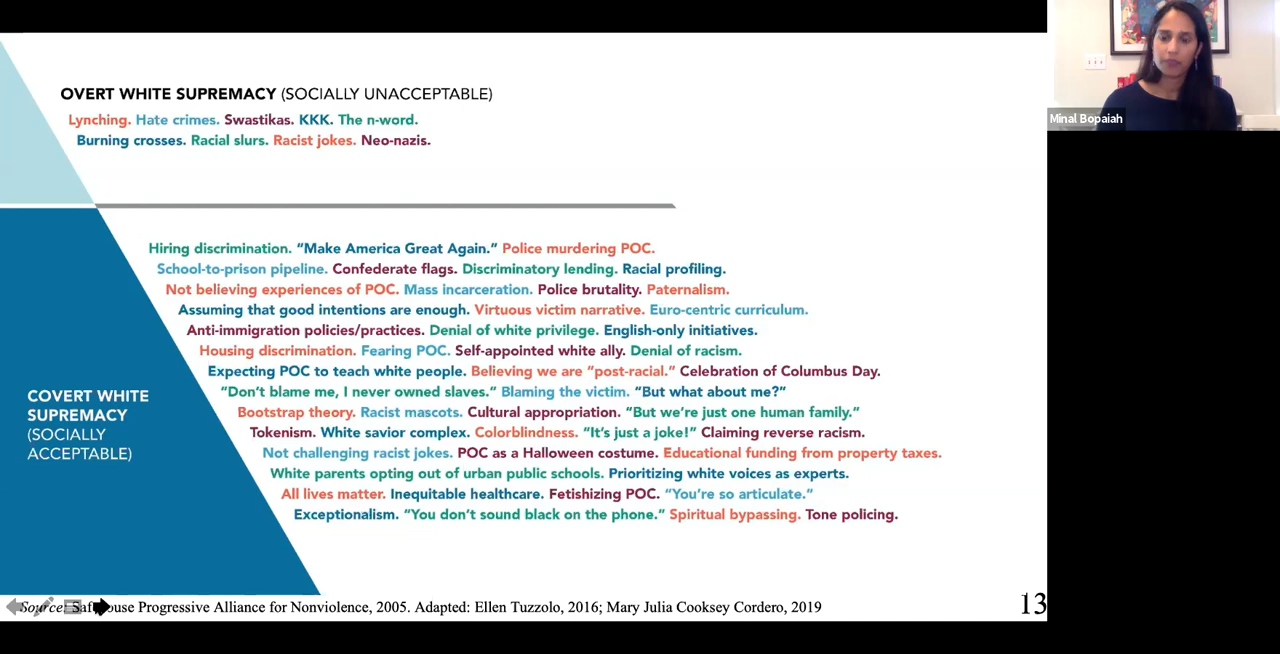 OVERT WHITE SUPREMACY (SOCIALLY UNACCEPTABLE)
Lynching. Hate crimes. Swastikas. KKK. The n-word.
Burning crosses. Racial slurs. Racist jokes. Neo-nazis.
Minal Bopaiah
Hiring discrimination. “Make America Great Again.” Police murdering POC.
School-to-prison pipeline. Confederate flags. Discriminatory lending. Racial profiling.
Not believing experiences of POC. Mass incarceration. Police brutality. Paternalism.
Assuming that good intentions are enough. Virtuous victim narrative. Euro-centric curriculum.
Anti-immigration policies/practices. Denial of white privilege. English-only initiatives.
Housing discrimination. Fearing POC. Self-appointed white ally. Denial of racism.
Expecting POC to teach white people. Believing we are “post-racial.” Celebration of Columbus Day.
“Don’t blame me, I never owned slaves.” Blaming the victim. “But what about me?”
Bootstrap theory. Racist mascots. Cultural appropriation. “But we’re just one human family.”
Tokenism. White savior complex. Colorblindness. “It’s just a joke!” Claiming reverse racism.
Not challenging racist jokes. POC as a Halloween costume. Educational funding from property taxes.
White parents opting out of urban public schools. Prioritizing white voices as experts.
All lives matter. Inequitable healthcare. Fetishizing POC. “You’re so articulate.”
Exceptionalism. “You don’t sound black on the phone.” Spiritual bypassing. Tone policing.
COVERT WHITE
SUPREMACY
(SOCIALLY
ACCEPTABLE)
Source: Progressive Alliance for Nonviolence, 2005. Adapted: Ellen Tuzzolo, 2016; Mary Julia Cooksey Cordero, 2019
13